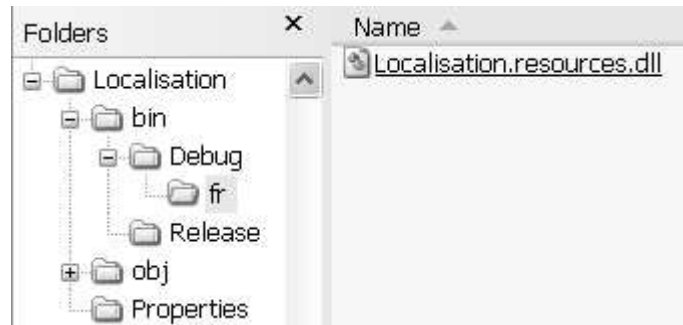 Folders
Localisation
bin
Debug
fr
Release
obj
Properties
Name
Localisation.resources.dll